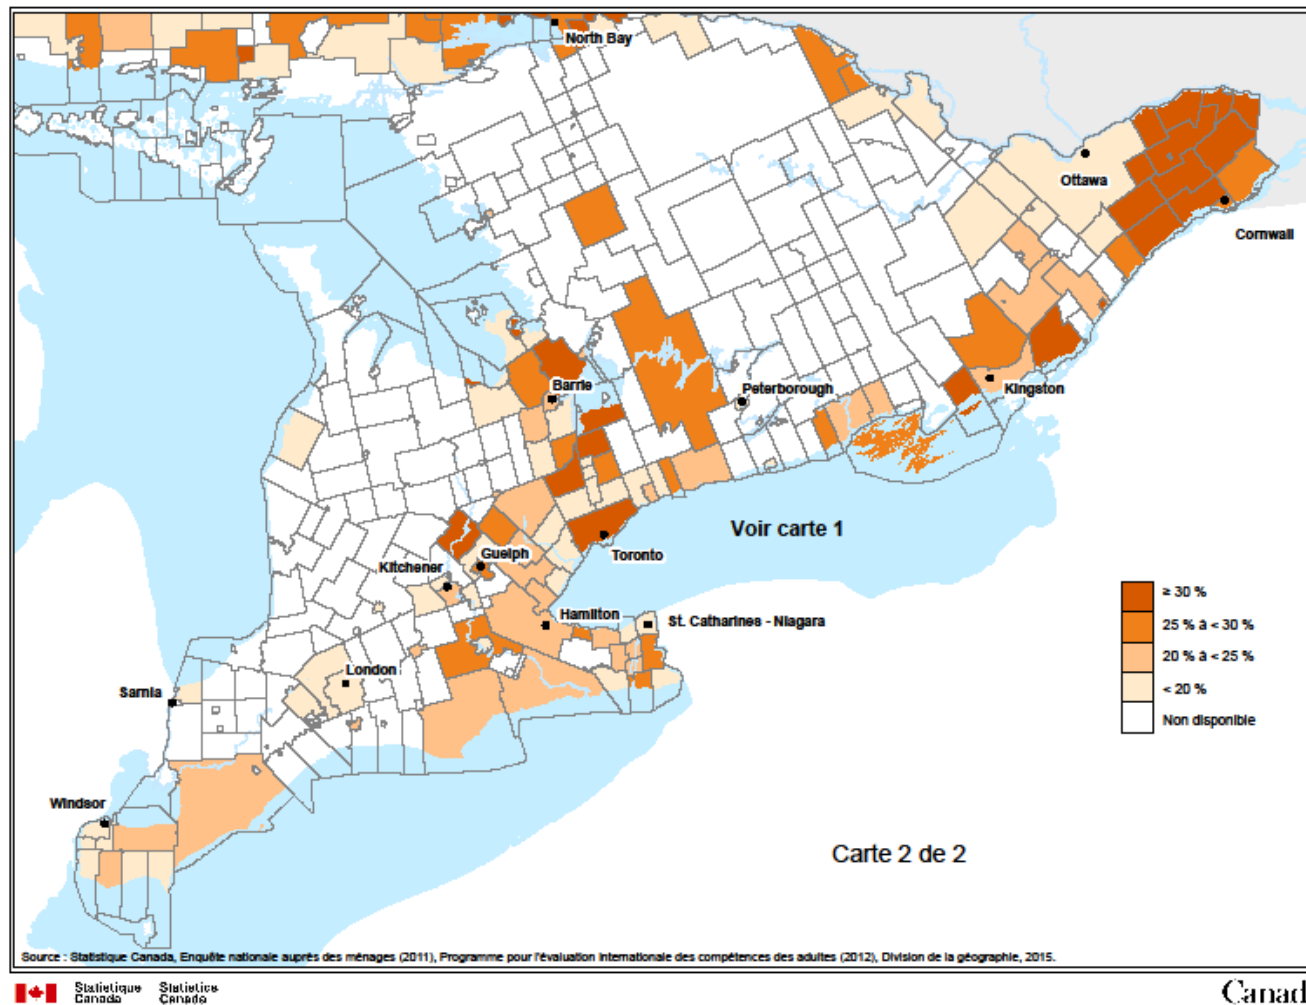 North Bay
Ottawa
Cornwall
Barrie
Peterborough
Kingston
Voir carte 1
Toronto
Guelph
Kitchener
Hamilton
St. Catharines - Niagara
≥ 30 %
25 % à < 30 %
20 % à < 25 %
< 20 %
Non disponible
London
Sarnia
Windsor
Carte 2 de 2
Source : Statistique Canada, Enquête nationale auprès des ménages (2011), Programme pour l'évaluation internationale des compétences des adultes (2012), Division de la géographie, 2015.
Statistique Canada
Statistics Canada
Canad